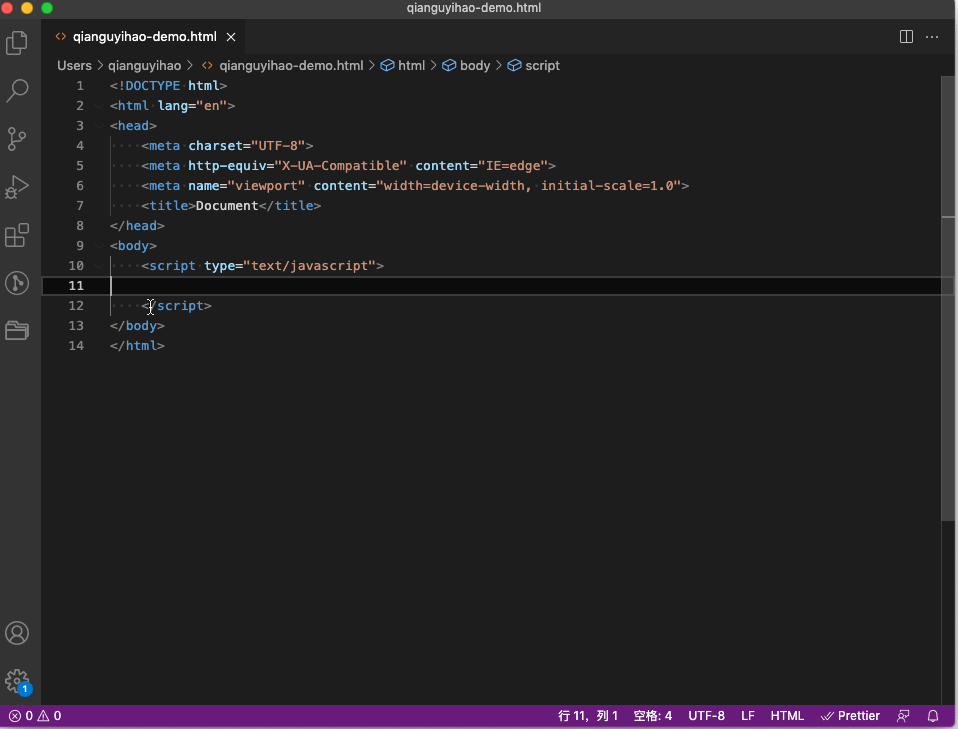 qianguyihao-demo.html
qianguyihao-demo.html
Users > qianguyihao > qianguyihao-demo.html > html > body > script
1 <!DOCTYPE html>
2 <html lang="en">
3 <head>
4 <meta charset="UTF-8">
5 <meta http-equiv="X-UA-Compatible" content="IE=edge">
6 <meta name="viewport" content="width=device-width, initial-scale=1.0">
7 <title>Document</title>
8 </head>
9 <body>
10 <script type="text/javascript">
11
12 </script>
13 </body>
14 </html>
1
0 0 行 11，列 1 空格: 4 UTF-8 LF HTML Prettier